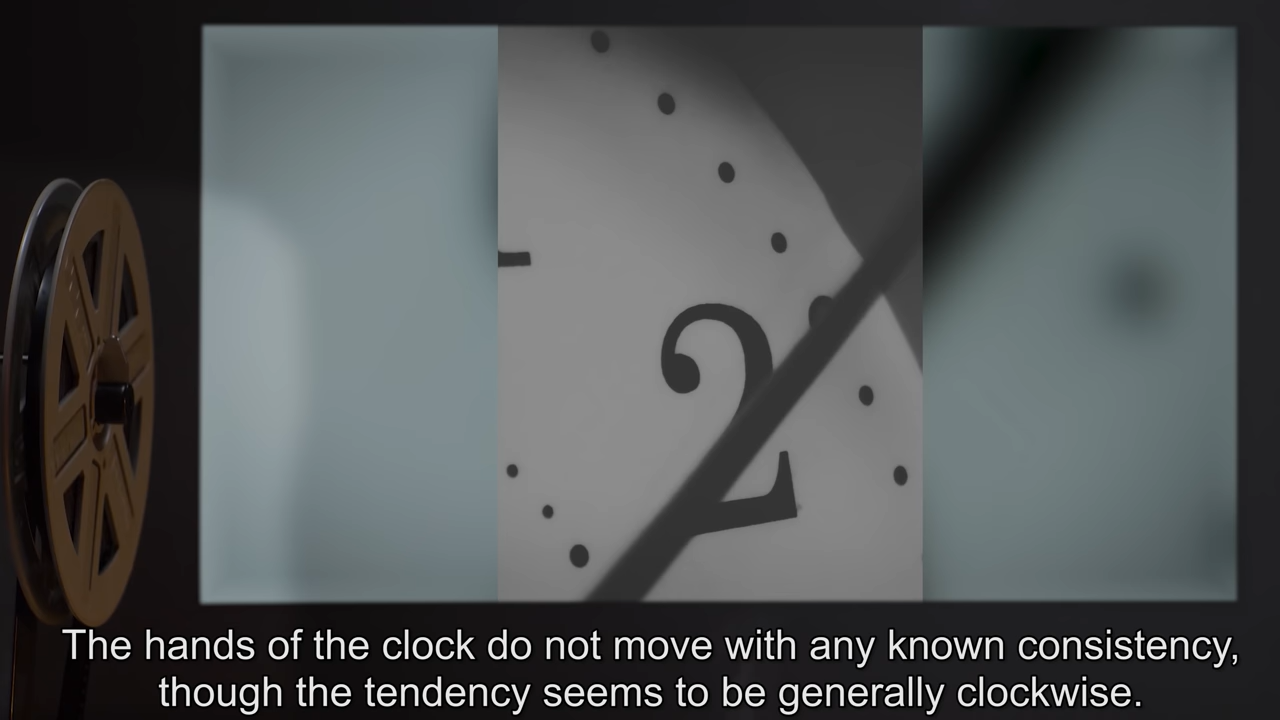 2
The hands of the clock do not move with any known consistency,
though the tendency seems to be generally clockwise.